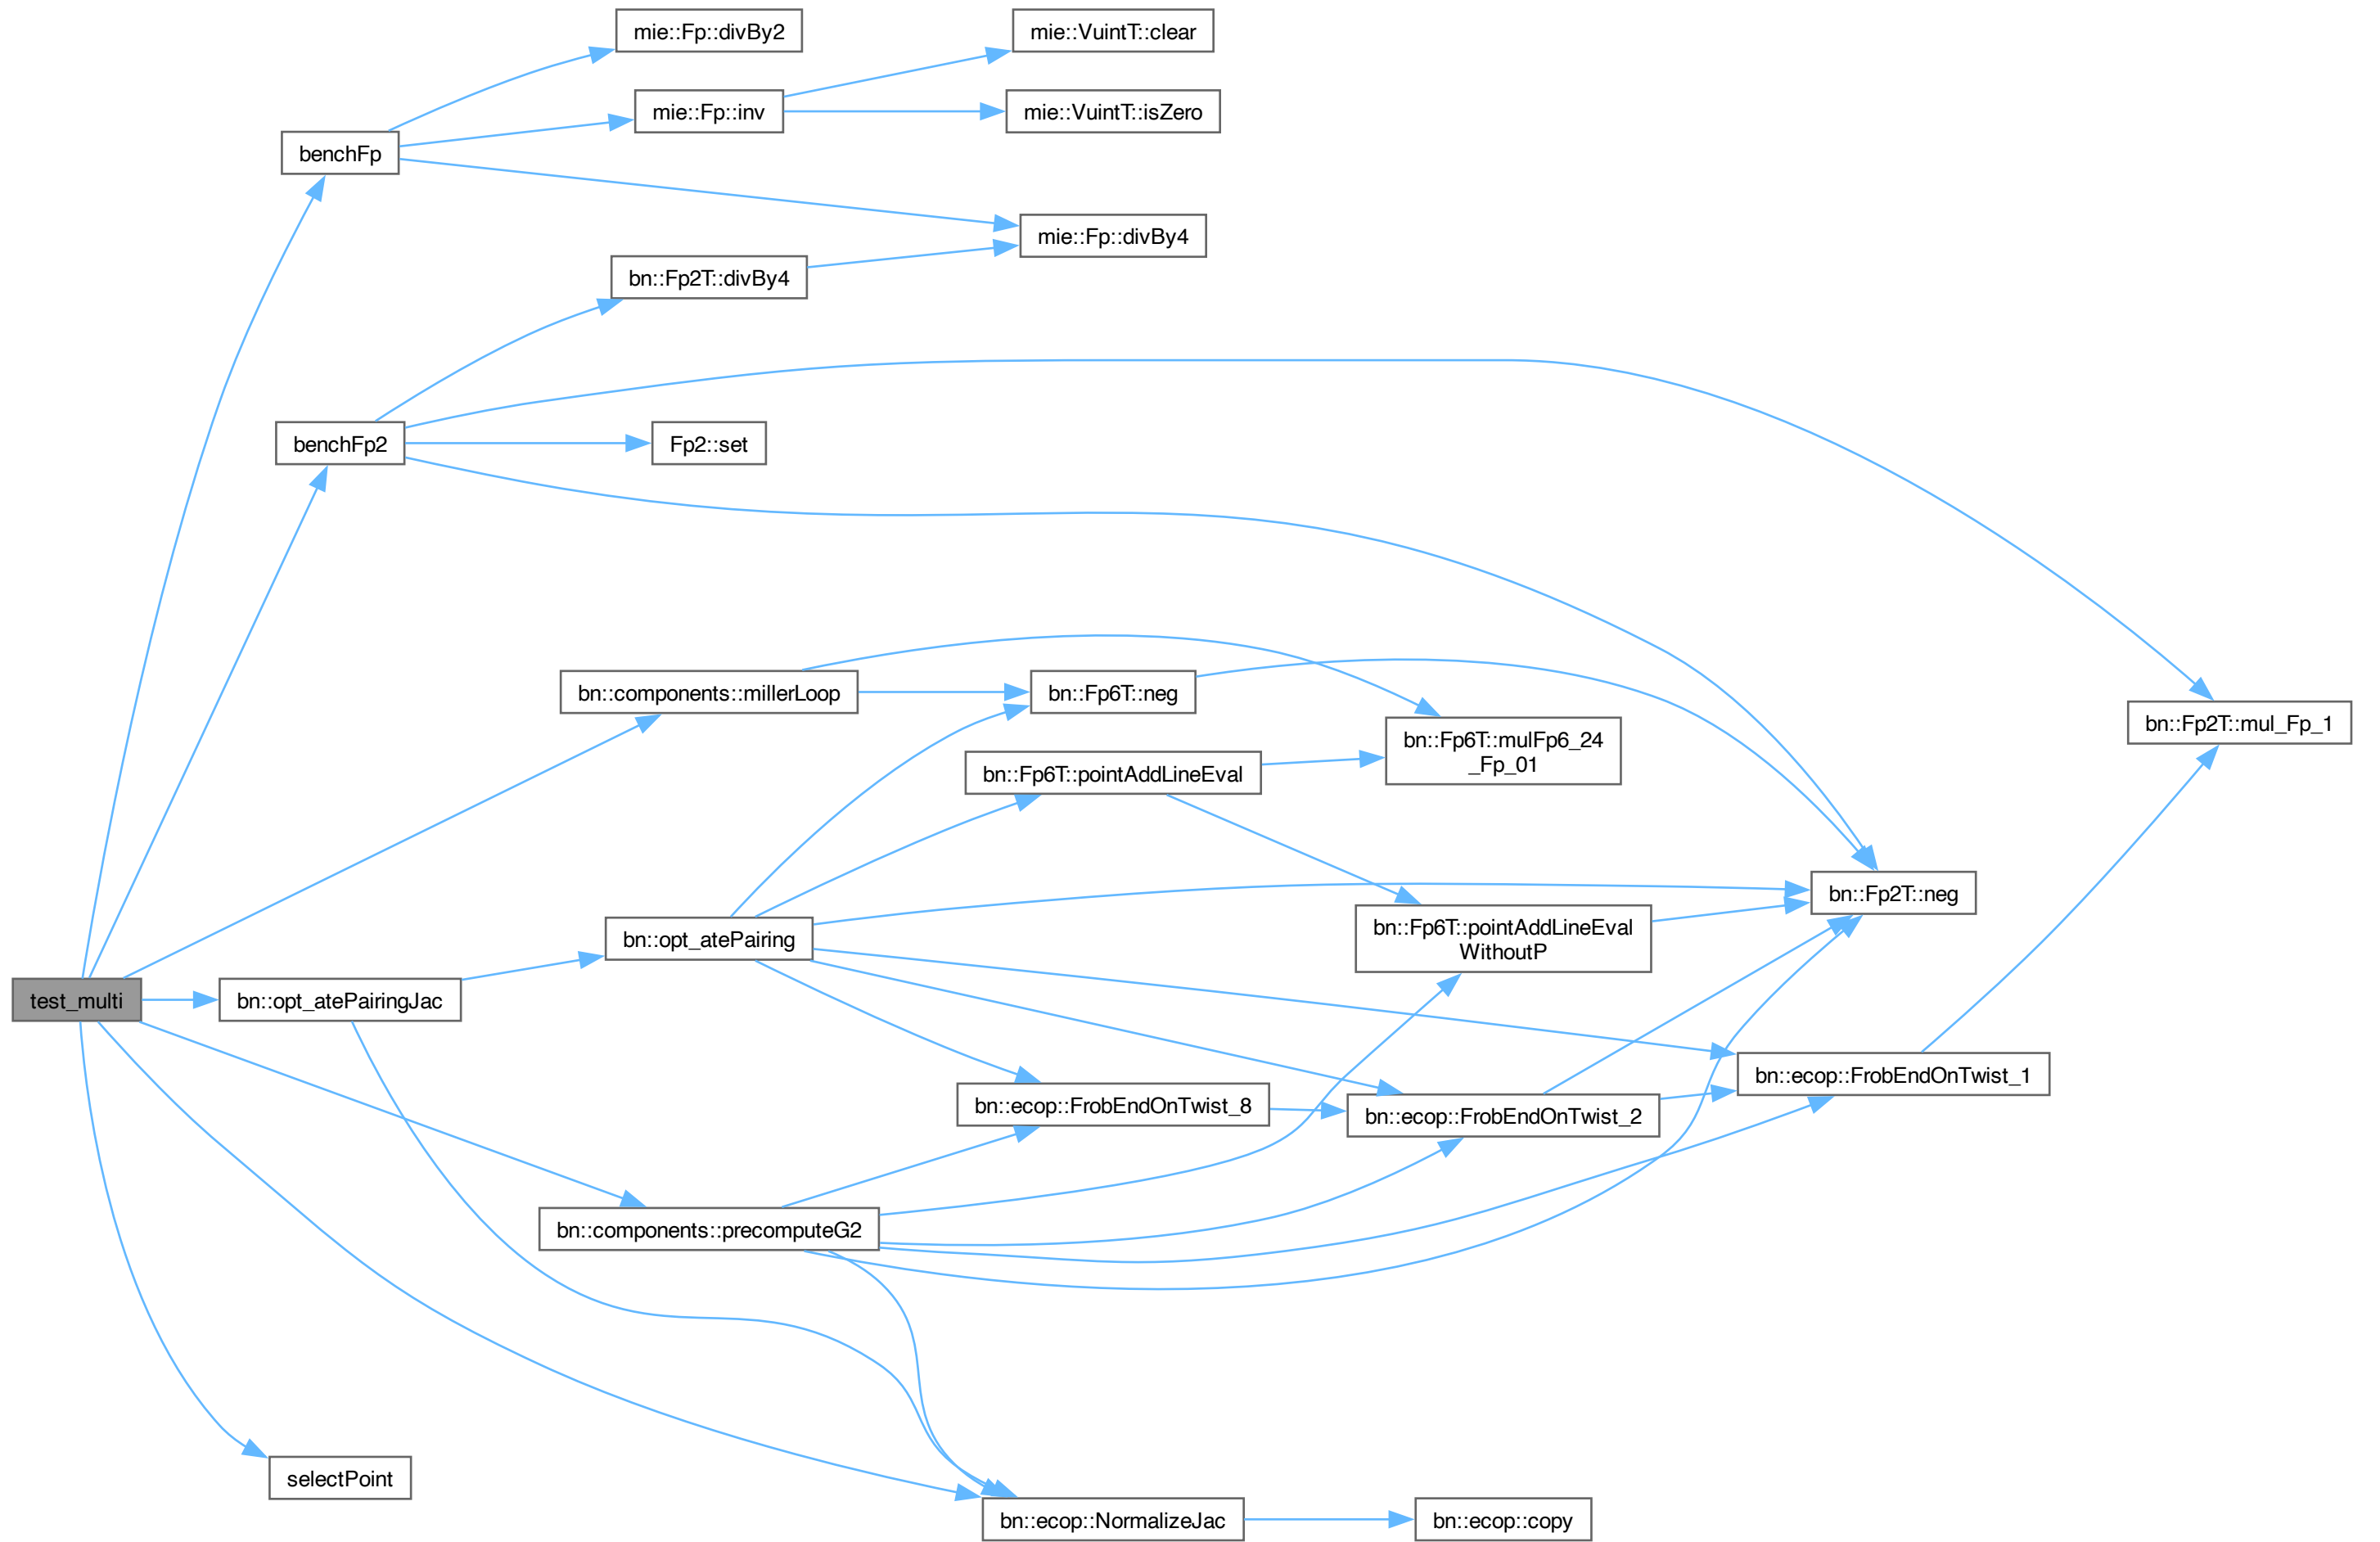 mie::Fp::divBy2
mie::VuintT::clear
mie::Fp::inv
mie::VuintT::isZero
benchFp
mie::Fp::divBy4
bn::Fp2T::divBy4
benchFp2
Fp2::set
bn::components::millerLoop
bn::Fp6T::neg
bn::Fp2T::mul_Fp_1
bn::Fp6T::mulFp6_24
_Fp_01
bn::Fp6T::pointAddLineEval
bn::Fp2T::neg
bn::opt_atePairing
bn::Fp6T::pointAddLineEval
WithoutP
test_multi
bn::opt_atePairingJac
bn::ecop::FrobEndOnTwist_1
bn::ecop::FrobEndOnTwist_8
bn::ecop::FrobEndOnTwist_2
bn::components::precomputeG2
selectPoint
bn::ecop::NormalizeJac
bn::ecop::copy